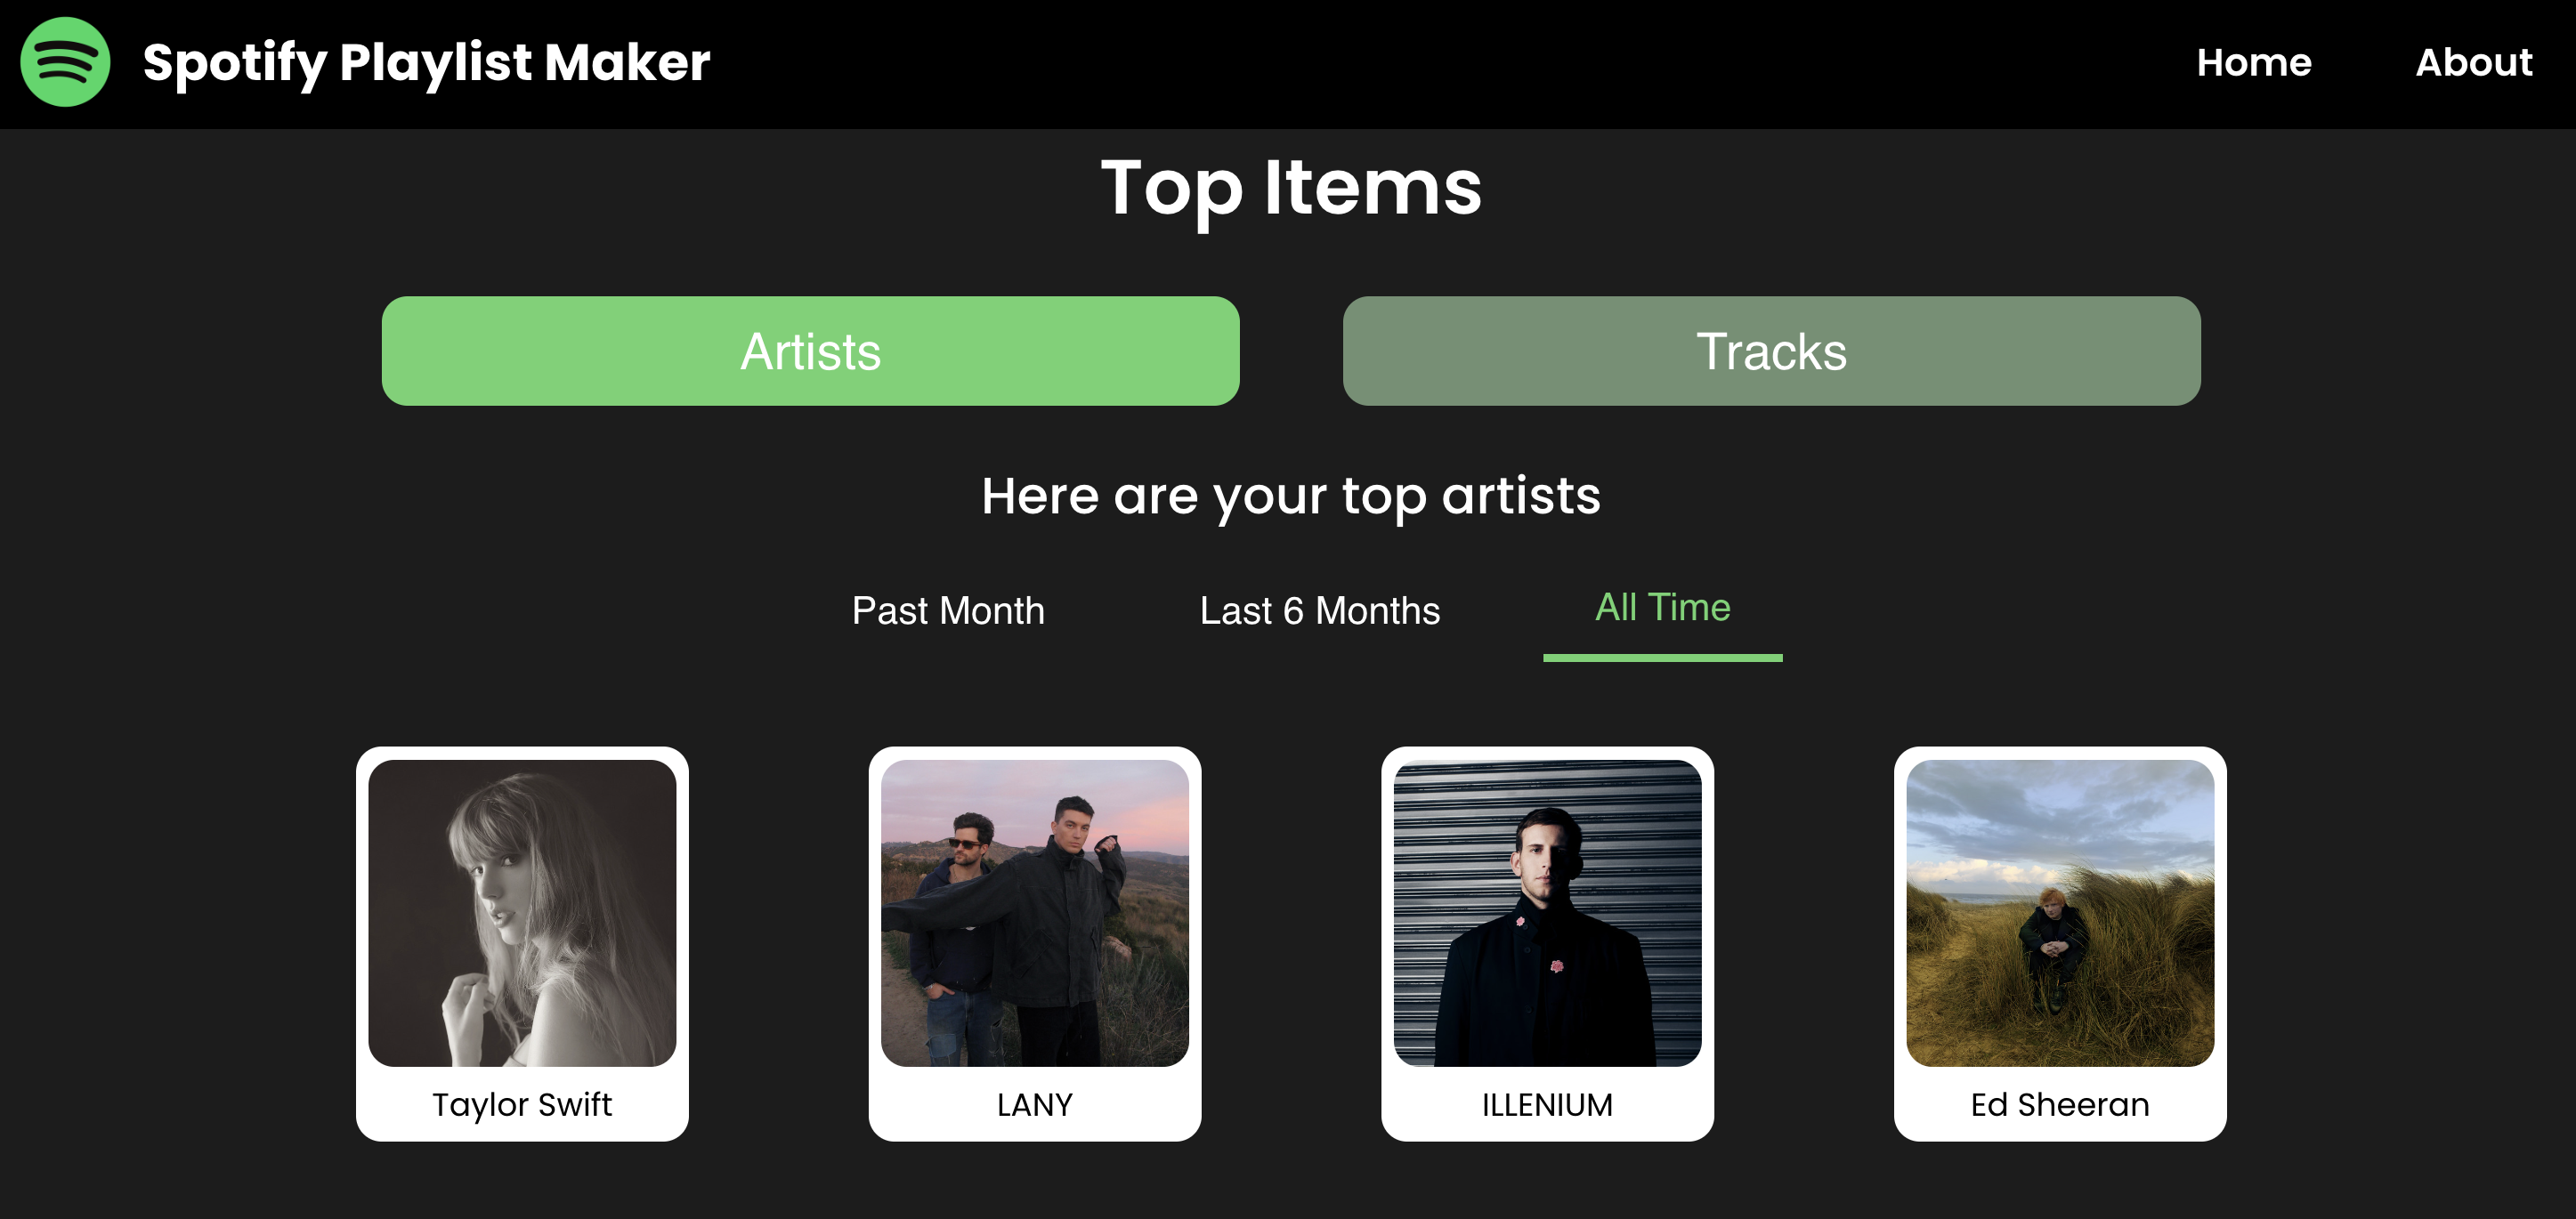 Spotify Playlist Maker
Home
About
Top Items
Artists
Tracks
Here are your top artists
Past Month
Last 6 Months
All Time
Taylor Swift
LANY
ILLENIUM
Ed Sheeran